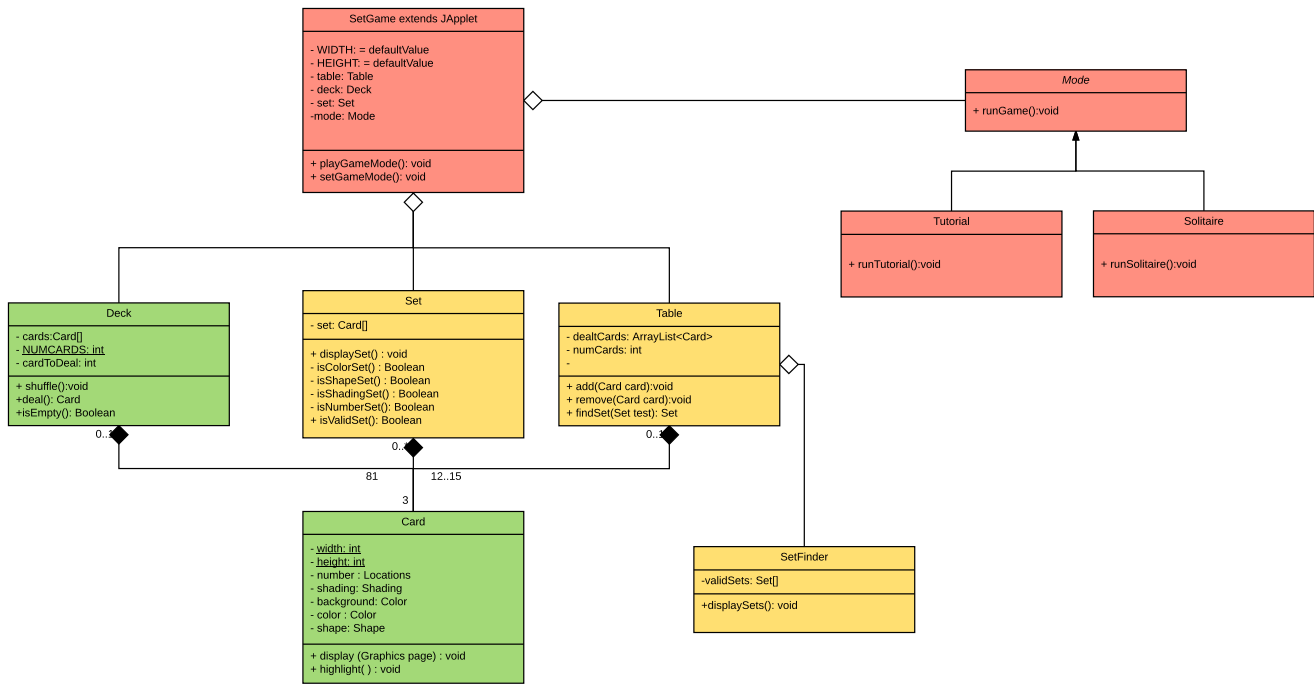 SetGame extends JApplet
- WIDTH: = defaultValue
- HEIGHT: = defaultValue
- table: Table
- deck: Deck
- set: Set
-mode: Mode
+ playGameMode(): void
+ setGameMode(): void
Mode
+ runGame():void
Tutorial
+ runTutorial():void
Solitaire
+ runSolitaire():void
Deck
- cards:Card[]
- NUMCARDS: int
- cardToDeal: int
+ shuffle():void
+deal(): Card
+isEmpty(): Boolean
Set
- set: Card[]
+ displaySet() : void
- isColorSet() : Boolean
- isShapeSet() : Boolean
- isShadingSet() : Boolean
- isNumberSet(): Boolean
+ isValidSet(): Boolean
Table
- dealtCards: ArrayList<Card>
- numCards: int
-
+ add(Card card):void
+ remove(Card card):void
+ findSet(Set test): Set
0..
0..
0..
81
12..15
3
Card
- width: int
- height: int
- number : Locations
- shading: Shading
- background: Color
- color : Color
- shape: Shape
+ display (Graphics page) : void
+ highlight( ) : void
SetFinder
-validSets: Set[]
+displaySets(): void